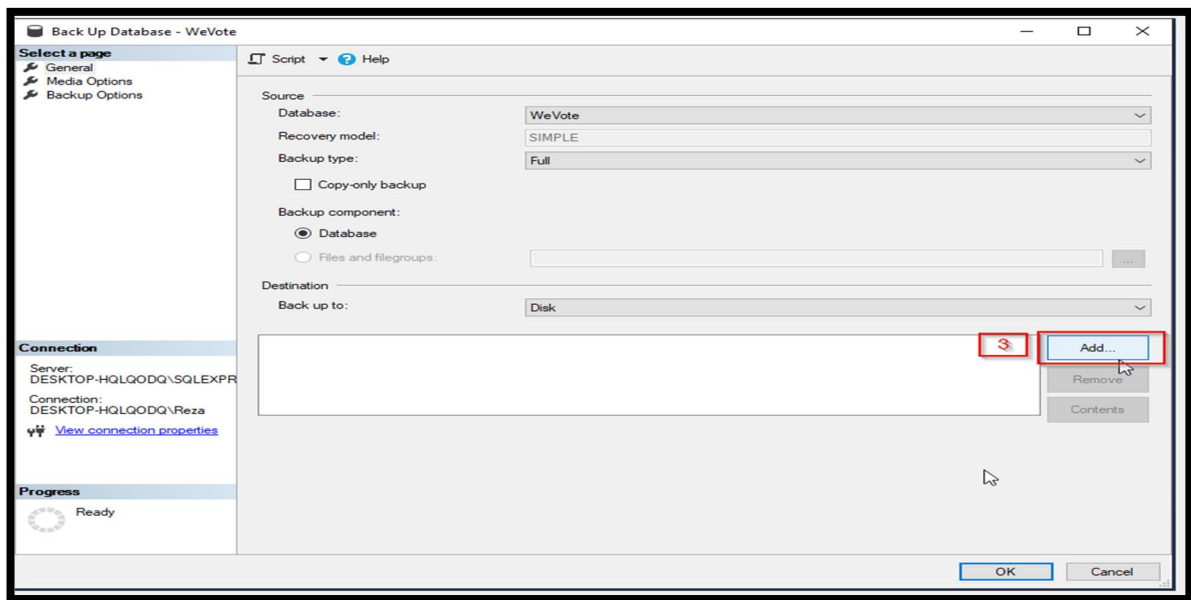 Back Up Database - WeVote
Select a page
General
Media Options
Backup Options
Script
Help
Source
Database:
WeVote
Recovery model:
SIMPLE
Backup type:
Full
Copy-only backup
Backup component:
Database
Files and filegroups:
...
Destination
Back up to:
Disk
3
Add...
Remove
Contents
Connection
Server:
DESKTOP-HQLQODQ\SQLEXPR
Connection:
DESKTOP-HQLQODQ\Reza
View connection properties
Progress
Ready
OK
Cancel